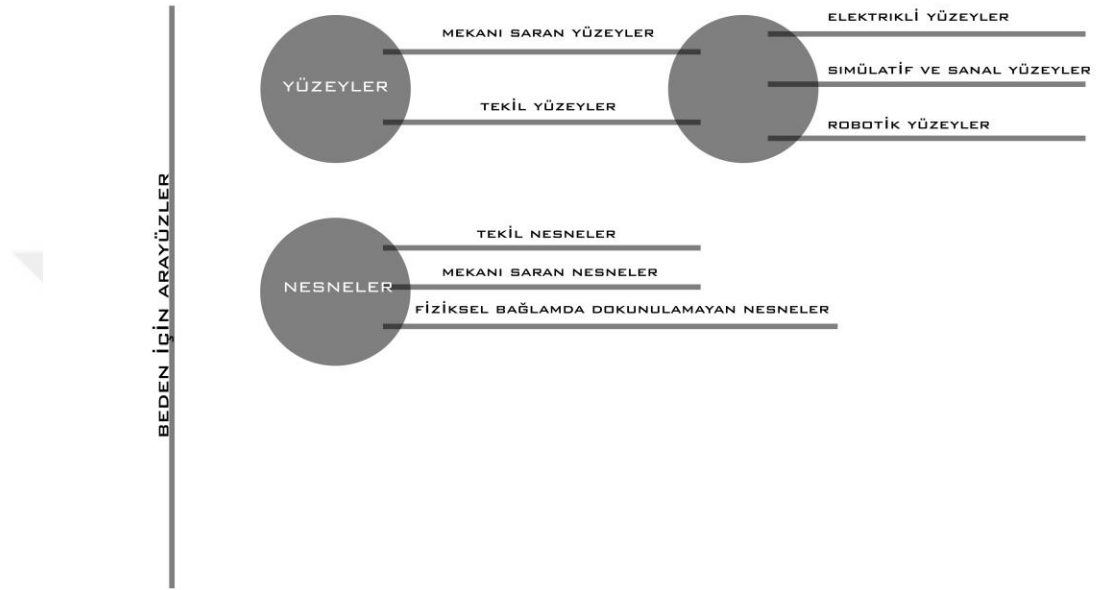 BEDEN İÇİN ARAYÜZLER
YÜZEYLER
MEKANI SARAN YÜZEYLER
TEKİL YÜZEYLER
ELEKTRIKLİ YÜZEYLER
SIMÜLATİF VE SANAL YÜZEYLER
ROBOTİK YÜZEYLER
NESNELER
TEKİL NESNELER
MEKANI SARAN NESNELER
FİZİKSEL BAĞLAMDA DOKUNULAMAYAN NESNELER